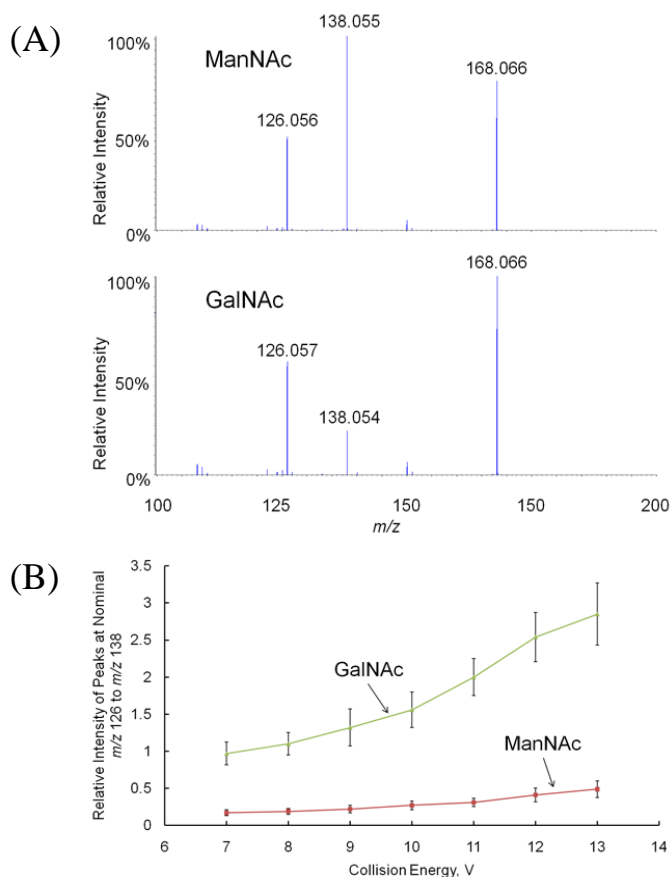 (A)
Relative Intensity
100%
50%
0%
ManNAc
126.056
138.055
168.066
Relative Intensity
100%
50%
0%
GalNAc
126.057
138.054
168.066
100 125 150 150 200
m/z
(B)
Relative Intensity of Peaks at Nominal
m/z 126 to m/z 138
3.5
3
2.5
2
1.5
1
0.5
0
GalNAc
ManNAc
6 7 8 9 10 11 12 13 14
Collision Energy, V